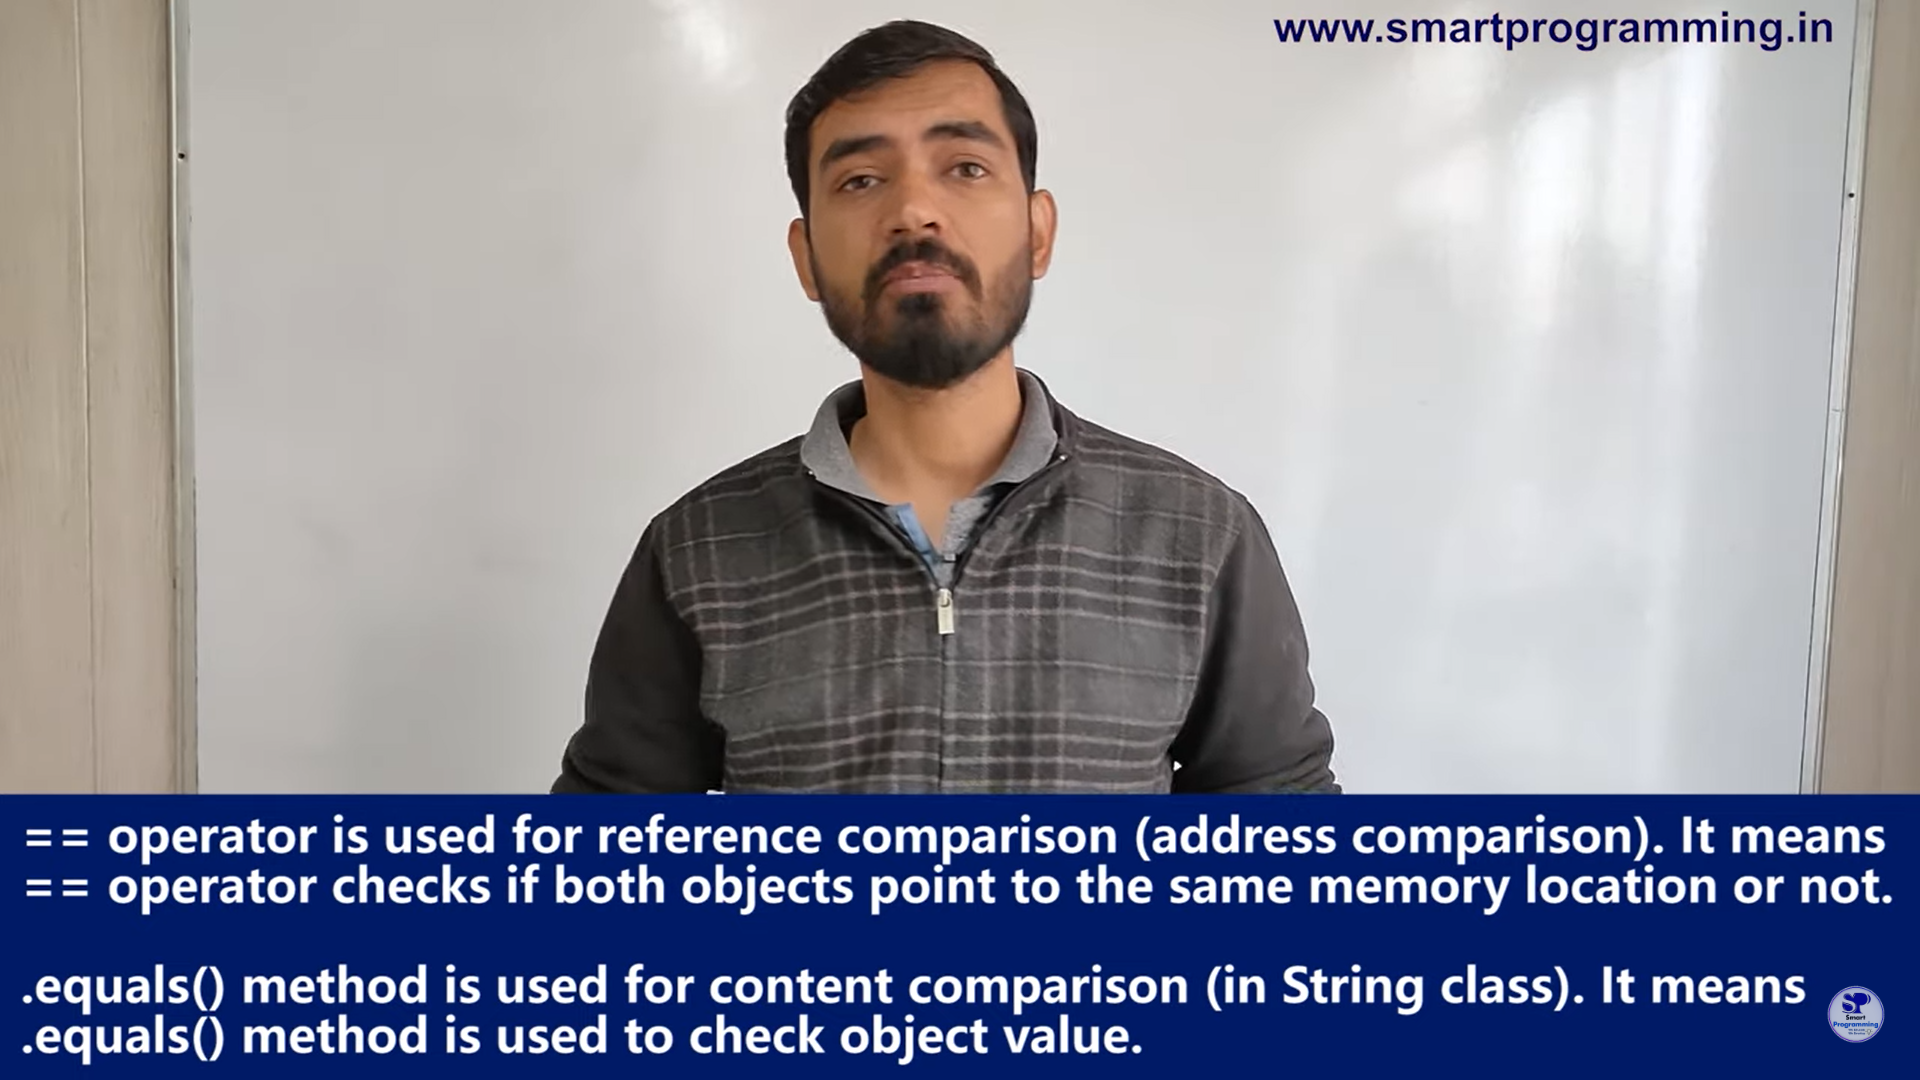 www.smartprogramming.in
== operator is used for reference comparison (address comparison). It means
== operator checks if both objects point to the same memory location or not.
.equals() method is used for content comparison (in String class). It means
.equals() method is used to check object value.
SP
Smart
Programming